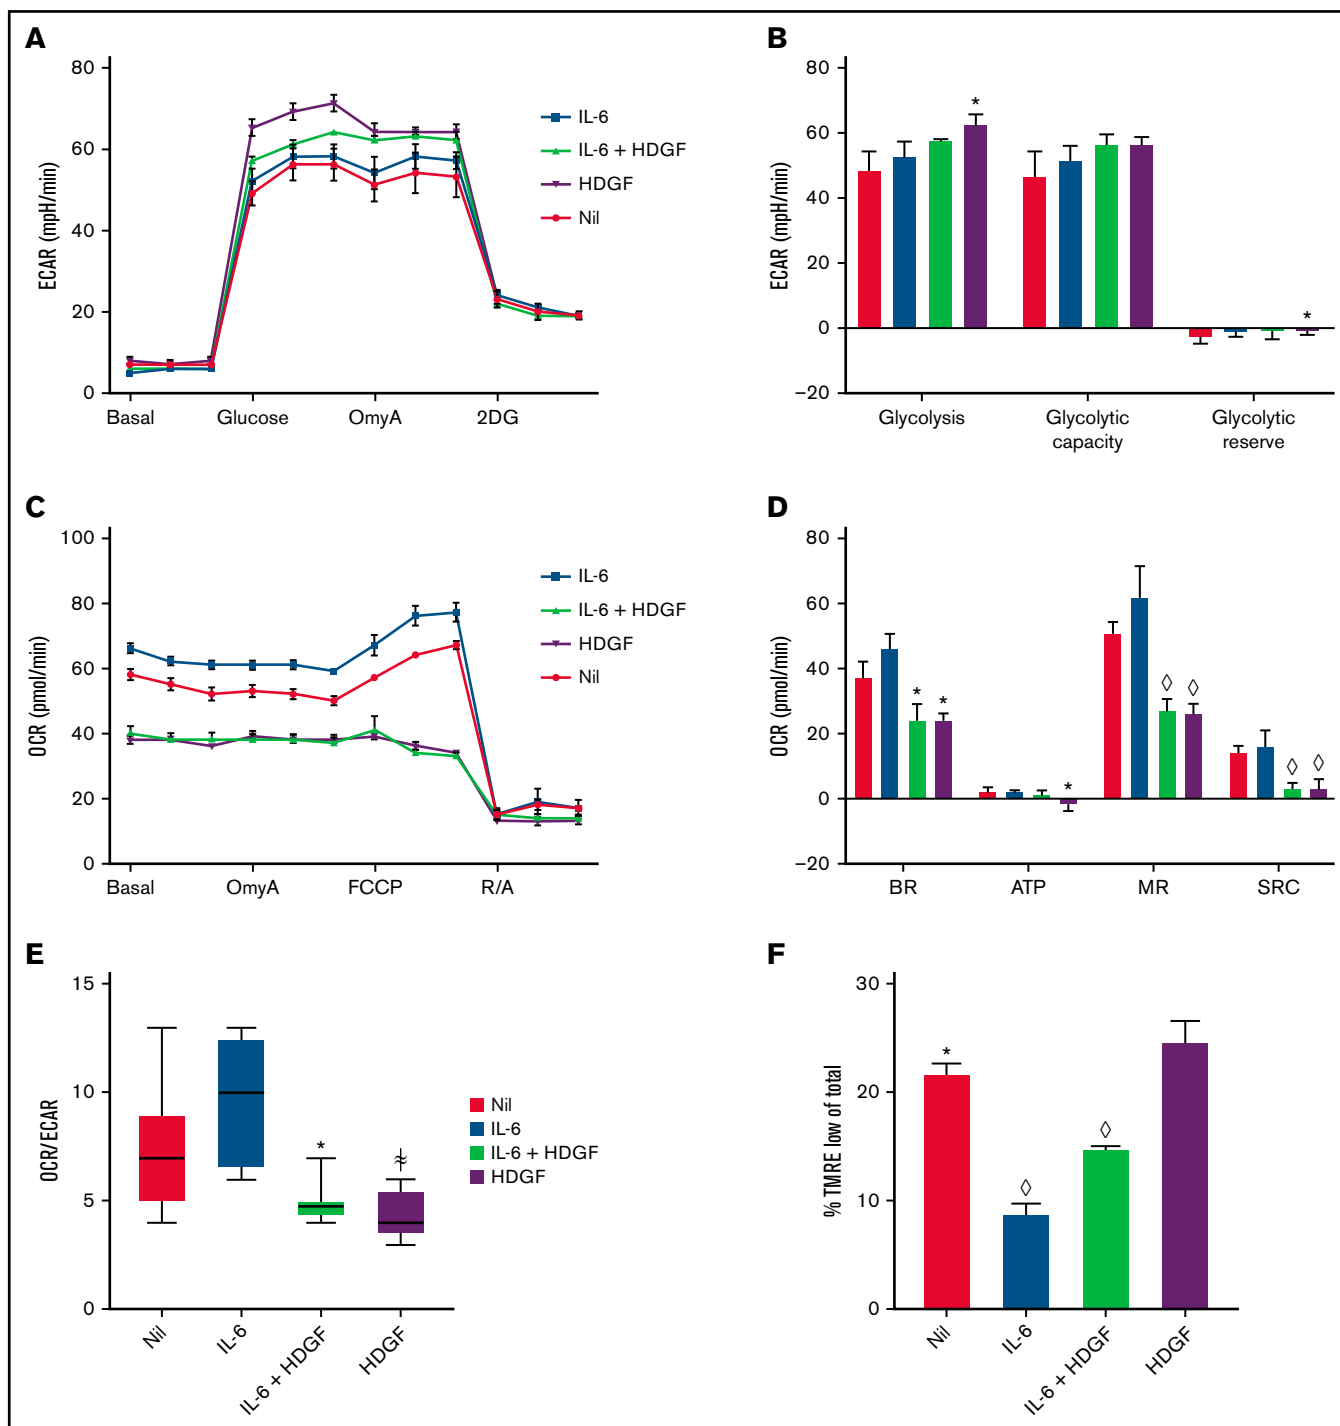 A
80
60
40
20
0
ECAR (mpH/min)
Basal
Glucose
OmyA
2DG
IL-6
IL-6 + HDGF
HDGF
Nil
B
80
60
40
20
0
−20
ECAR (mpH/min)
*
*
Glycolysis
Glycolytic
capacity
Glycolytic
reserve
C
100
80
60
40
20
0
OCR (pmol/min)
Basal
OmyA
FCCP
R/A
IL-6
IL-6 + HDGF
HDGF
Nil
D
80
60
40
20
0
−20
OCR (pmol/min)
* *
*
◊ ◊
◊ ◊
BR
ATP
MR
SRC
E
15
10
5
0
OCR/ECAR
*
Nil
IL-6
IL-6 + HDGF
HDGF
Nil
IL-6
IL-6 + HDGF
HDGF
F
30
20
10
0
% TMRE low of total
*
◊
◊
Nil
IL-6
IL-6 + HDGF
HDGF